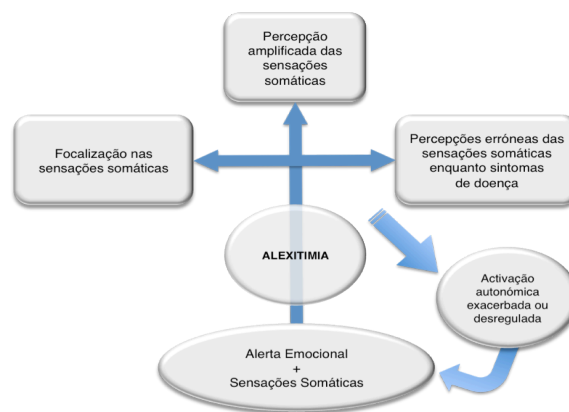 Percepção
amplificada das
sensações
somáticas
Focalização nas
sensações somáticas
Percepções erróneas das
sensações somáticas
enquanto sintomas
de doença
ALEXITIMIA
Activação
autonómica
exacerbada ou
desregulada
Alerta Emocional
+
Sensações Somáticas